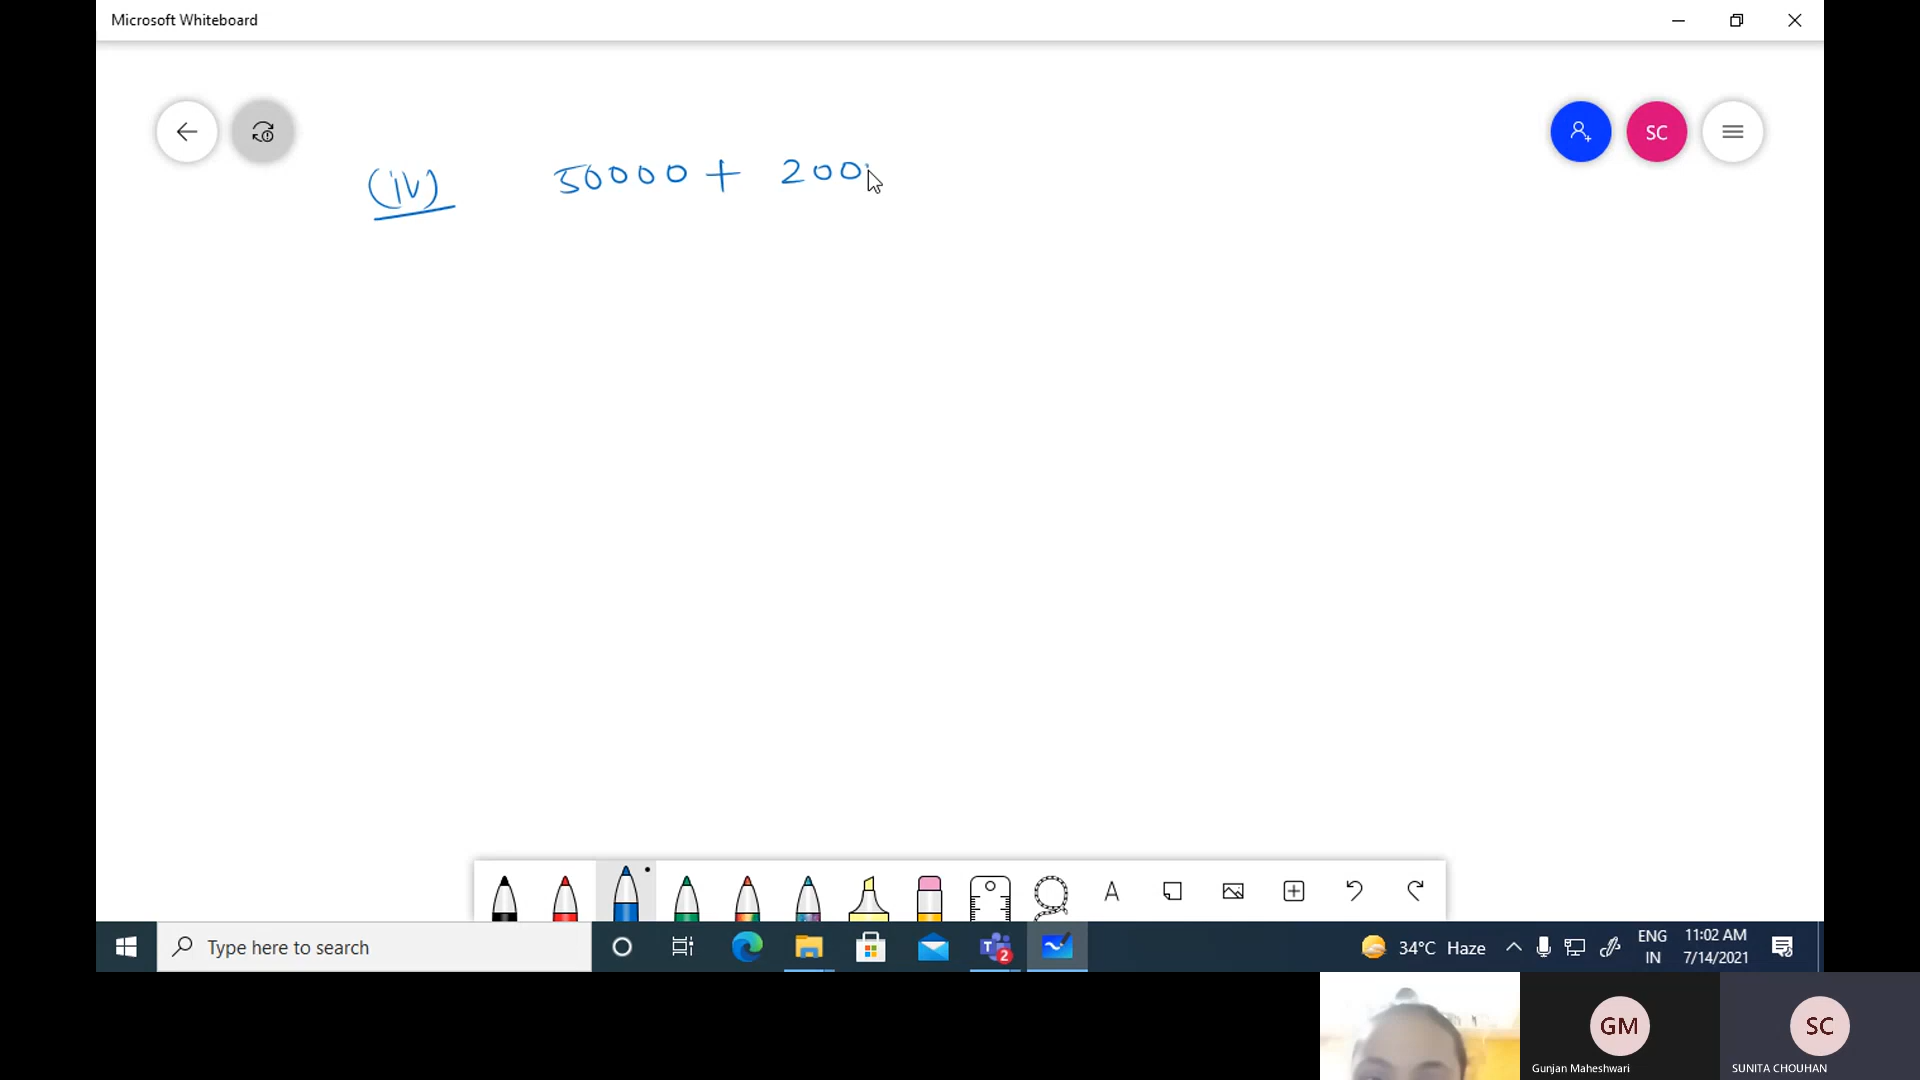 Microsoft Whiteboard
SC
(iv) 50000 + 200
A
Type here to search
2
34°C Haze
ENG
IN
11:02 AM
7/14/2021
GM
SC
Gunjan Maheshwari
SUNITA CHOUHAN